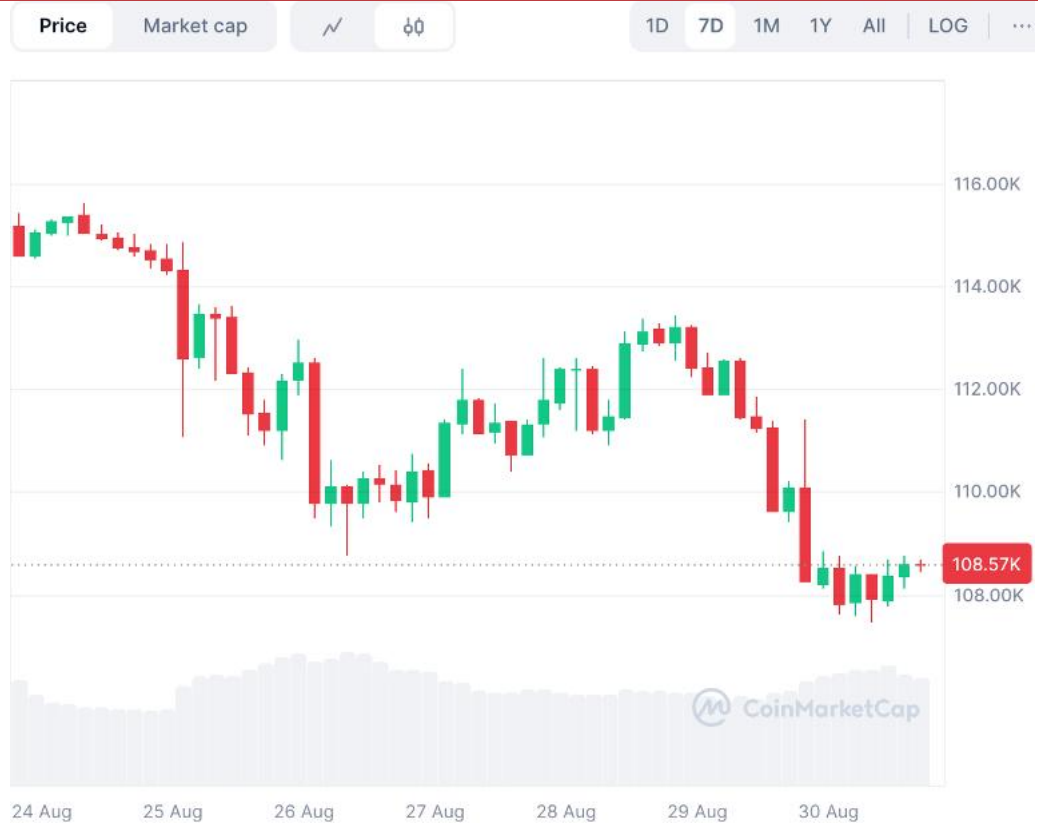 Price Market cap 1D 7D 1M 1Y All LOG ...
116.00K
114.00K
112.00K
110.00K
108.57K
108.00K
CoinMarketCap
24 Aug 25 Aug 26 Aug 27 Aug 28 Aug 29 Aug 30 Aug